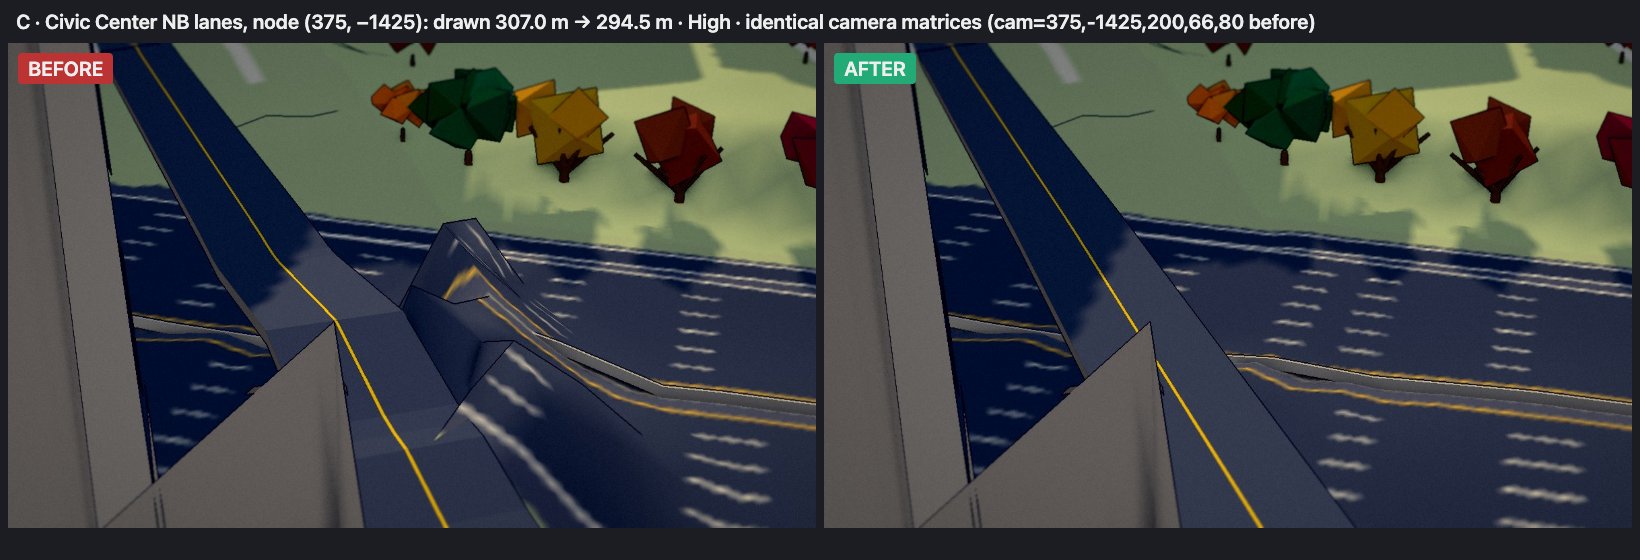 C · Civic Center NB lanes, node (375, −1425): drawn 307.0 m → 294.5 m · High · identical camera matrices (cam=375,-1425,200,66,80 before)
BEFORE
AFTER